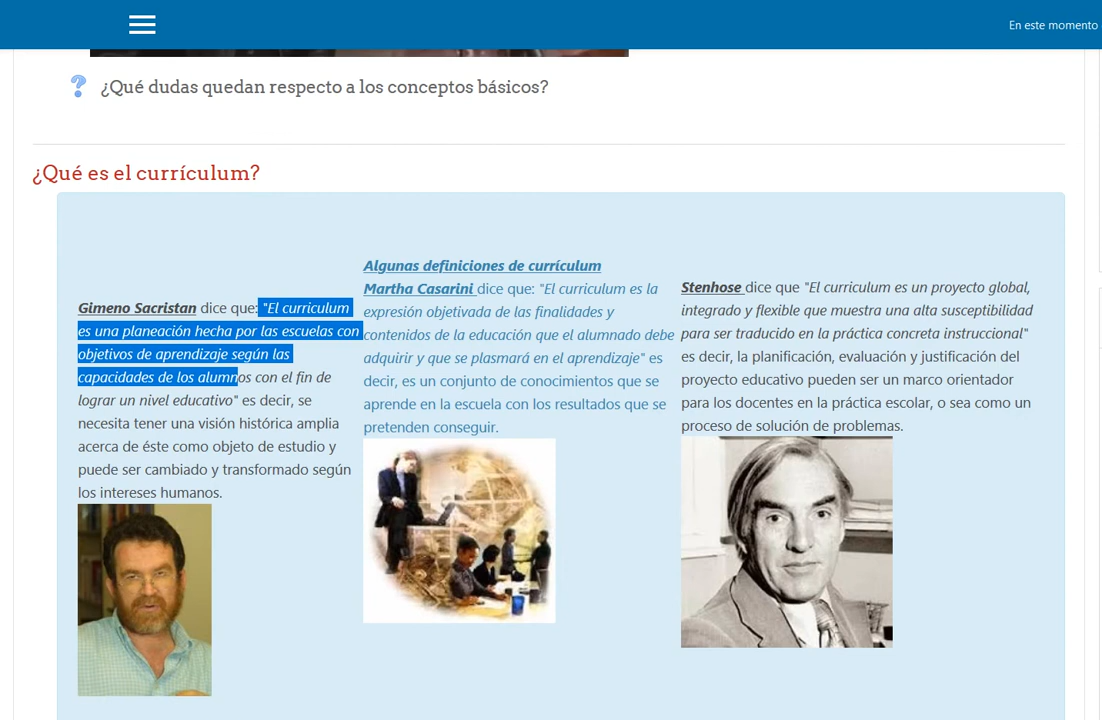 En este momento
¿Qué dudas quedan respecto a los conceptos básicos?
¿Qué es el currículum?
Gimeno Sacristan dice que: "El curriculum
es una planeación hecha por las escuelas con
objetivos de aprendizaje según las
capacidades de los alumnos con el fin de
lograr un nivel educativo" es decir, se
necesita tener una visión histórica amplia
acerca de éste como objeto de estudio y
puede ser cambiado y transformado según
los intereses humanos.
Algunas definiciones de currículum
Martha Casarini dice que: "El curriculum es la
expresión objetivada de las finalidades y
contenidos de la educación que el alumnado debe
adquirir y que se plasmará en el aprendizaje" es
decir, es un conjunto de conocimientos que se
aprende en la escuela con los resultados que se
pretenden conseguir.
Stenhose dice que "El curriculum es un proyecto global,
integrado y flexible que muestra una alta susceptibilidad
para ser traducido en la práctica concreta instruccional"
es decir, la planificación, evaluación y justificación del
proyecto educativo pueden ser un marco orientador
para los docentes en la práctica escolar, o sea como un
proceso de solución de problemas.